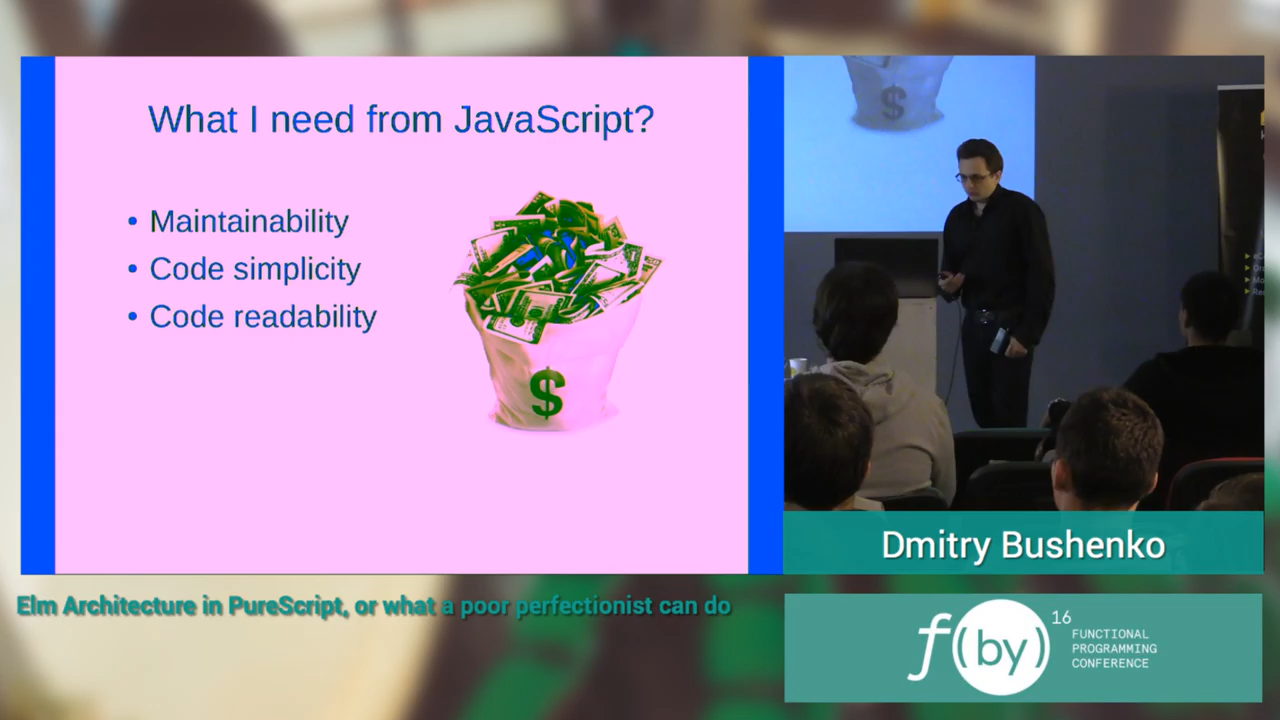 What I need from JavaScript?
• Maintainability
• Code simplicity
• Code readability
$
$
Dmitry Bushenko
Elm Architecture in PureScript, or what a poor perfectionist can do
f(by)16
FUNCTIONAL
PROGRAMMING
CONFERENCE